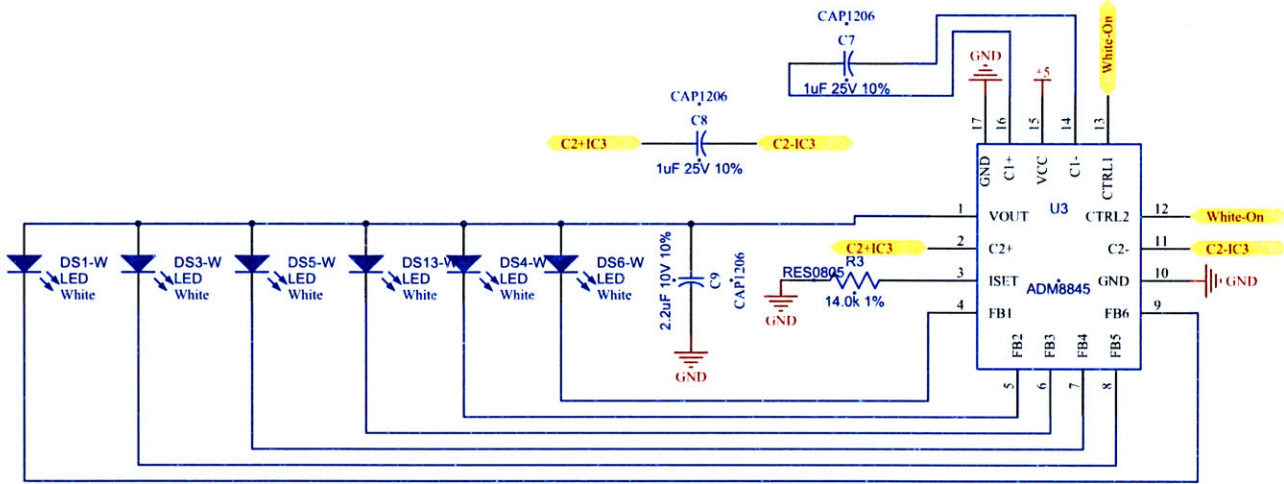 CAP1206
C7
1uF 25V 10%
White-On
GND
+5
CAP1206
C8
C2+IC3
C2-IC3
1uF 25V 10%
17
16
15
14
13
GND
C1+
VCC
C1-
CTRL1
U3
1
VOUT
CTRL2
12
White-On
C2+IC3
2
C2+
C2-
11
C2-IC3
RES0805
R3
14.0k 1%
GND
3
ISET
GND
10
GND
ADM8845
4
FB1
FB6
9
FB2
FB3
FB4
FB5
5
6
7
8
DS1-W
LED
White
DS3-W
LED
White
DS5-W
LED
White
DS13-W
LED
White
DS4-W
LED
White
DS6-W
LED
White
2.2uF 10V 10%
C9
CAP1206
GND